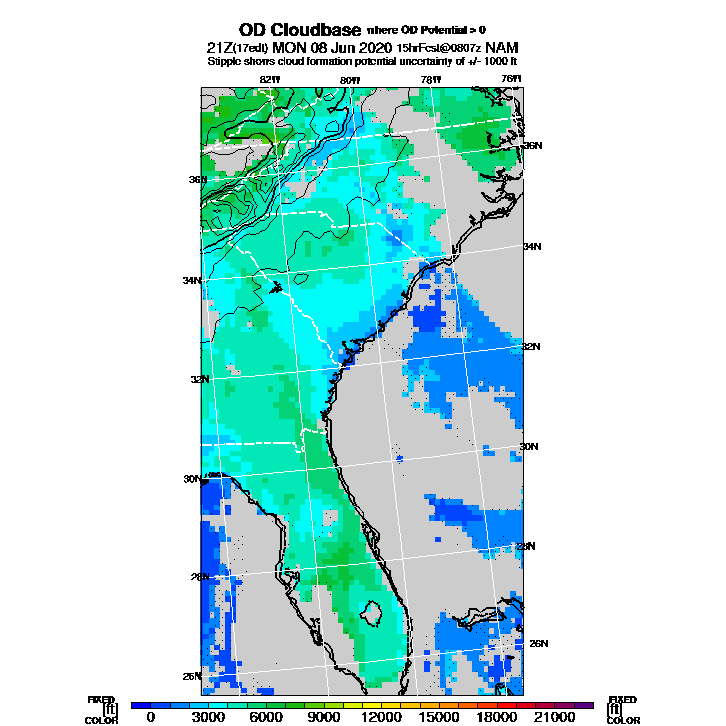 OD Cloudbase where OD Potential > 0
21Z(17edt) MON 08 Jun 2020 15hrFcst@0807z NAM
Stipple shows cloud formation potential uncertainty of +/- 1000 ft
82W 80W 78W 76W
36N
36N
34N
34N
32N
32N
30N
30N
28N
28N
26N
26N
FIXED FIXED
[ft] [ft]
COLOR COLOR
0 3000 6000 9000 12000 15000 18000 21000